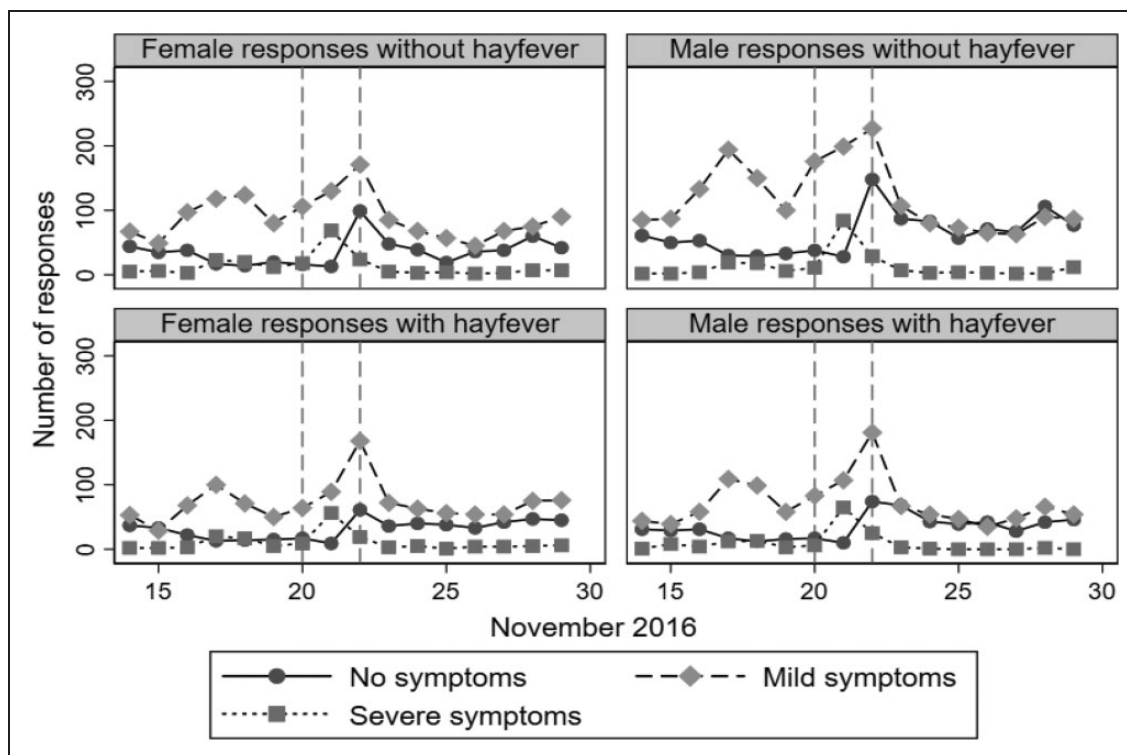 Female responses without hayfever
Male responses without hayfever
300
200
100
0
Female responses with hayfever
Male responses with hayfever
300
200
100
0
Number of responses
15
20
25
30
15
20
25
30
November 2016
No symptoms
Mild symptoms
Severe symptoms